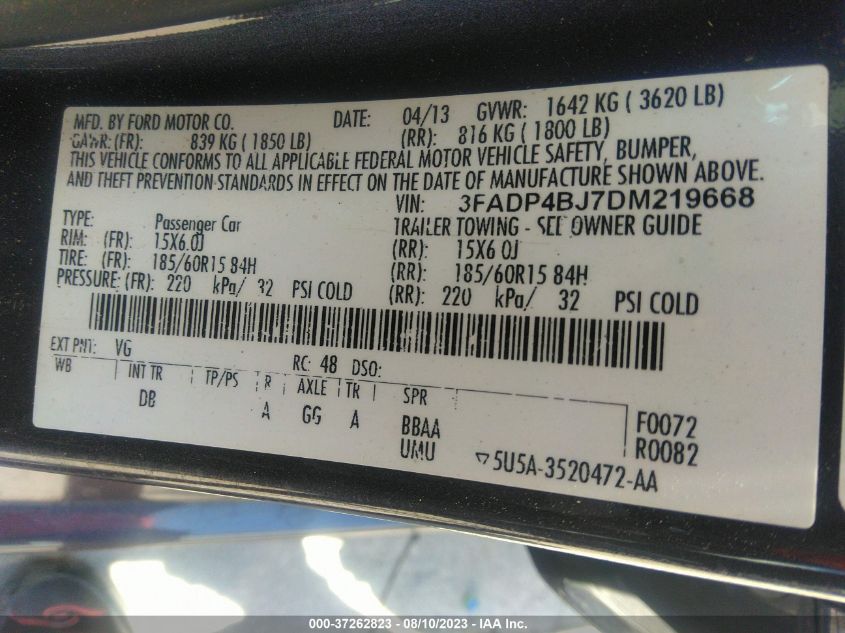 MFD. BY FORD MOTOR CO. DATE: 04/13 GVWR: 1642 KG ( 3620 LB)
GAWR: (FR): 839 KG ( 1850 LB) (RR): 816 KG ( 1800 LB)
THIS VEHICLE CONFORMS TO ALL APPLICABLE FEDERAL MOTOR VEHICLE SAFETY, BUMPER,
AND THEFT PREVENTION STANDARDS IN EFFECT ON THE DATE OF MANUFACTURE SHOWN ABOVE.
VIN: 3FADP4BJ7DM219668
TYPE: Passenger Car TRAILER TOWING - SEE OWNER GUIDE
RIM: (FR): 15X6.0J (RR): 15X6.0J
TIRE: (FR): 185/60R15 84H (RR): 185/60R15 84H
PRESSURE: (FR): 220 kPa/ 32 PSI COLD (RR): 220 kPa/ 32 PSI COLD
EXT PNT: VG RC: 48 DSO:
WB INT TR TP/PS R AXLE TR SPR
DB A GG A BBAA F0072
UMU R0082
▽5U5A-3520472-AA
000-37262823 - 08/10/2023 - IAA Inc.